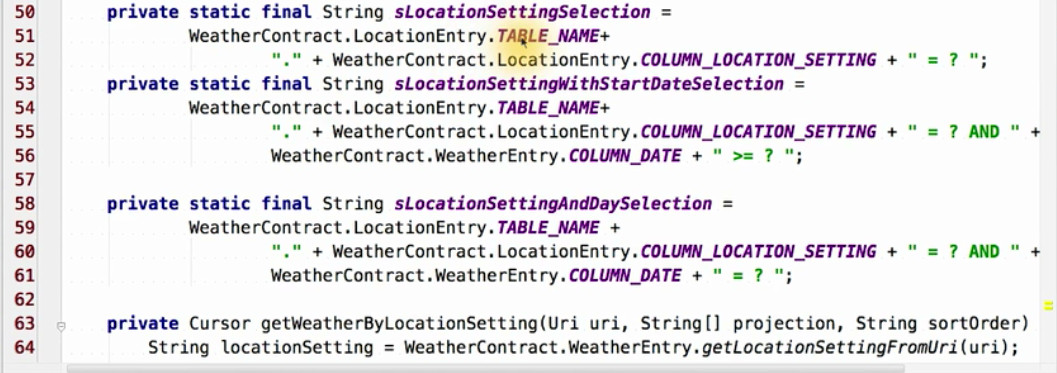 50 private static final String sLocationSettingSelection =
51 WeatherContract.LocationEntry.TABLE_NAME+
52 "." + WeatherContract.LocationEntry.COLUMN_LOCATION_SETTING + " = ? ";
53 private static final String sLocationSettingWithStartDateSelection =
54 WeatherContract.LocationEntry.TABLE_NAME+
55 "." + WeatherContract.LocationEntry.COLUMN_LOCATION_SETTING + " = ? AND " +
56 WeatherContract.WeatherEntry.COLUMN_DATE + " >= ? ";
57
58 private static final String sLocationSettingAndDaySelection =
59 WeatherContract.LocationEntry.TABLE_NAME +
60 "." + WeatherContract.LocationEntry.COLUMN_LOCATION_SETTING + " = ? AND " +
61 WeatherContract.WeatherEntry.COLUMN_DATE + " = ? ";
62
63 private Cursor getWeatherByLocationSetting(Uri uri, String[] projection, String sortOrder)
64 String locationSetting = WeatherContract.WeatherEntry.getLocationSettingFromUri(uri);